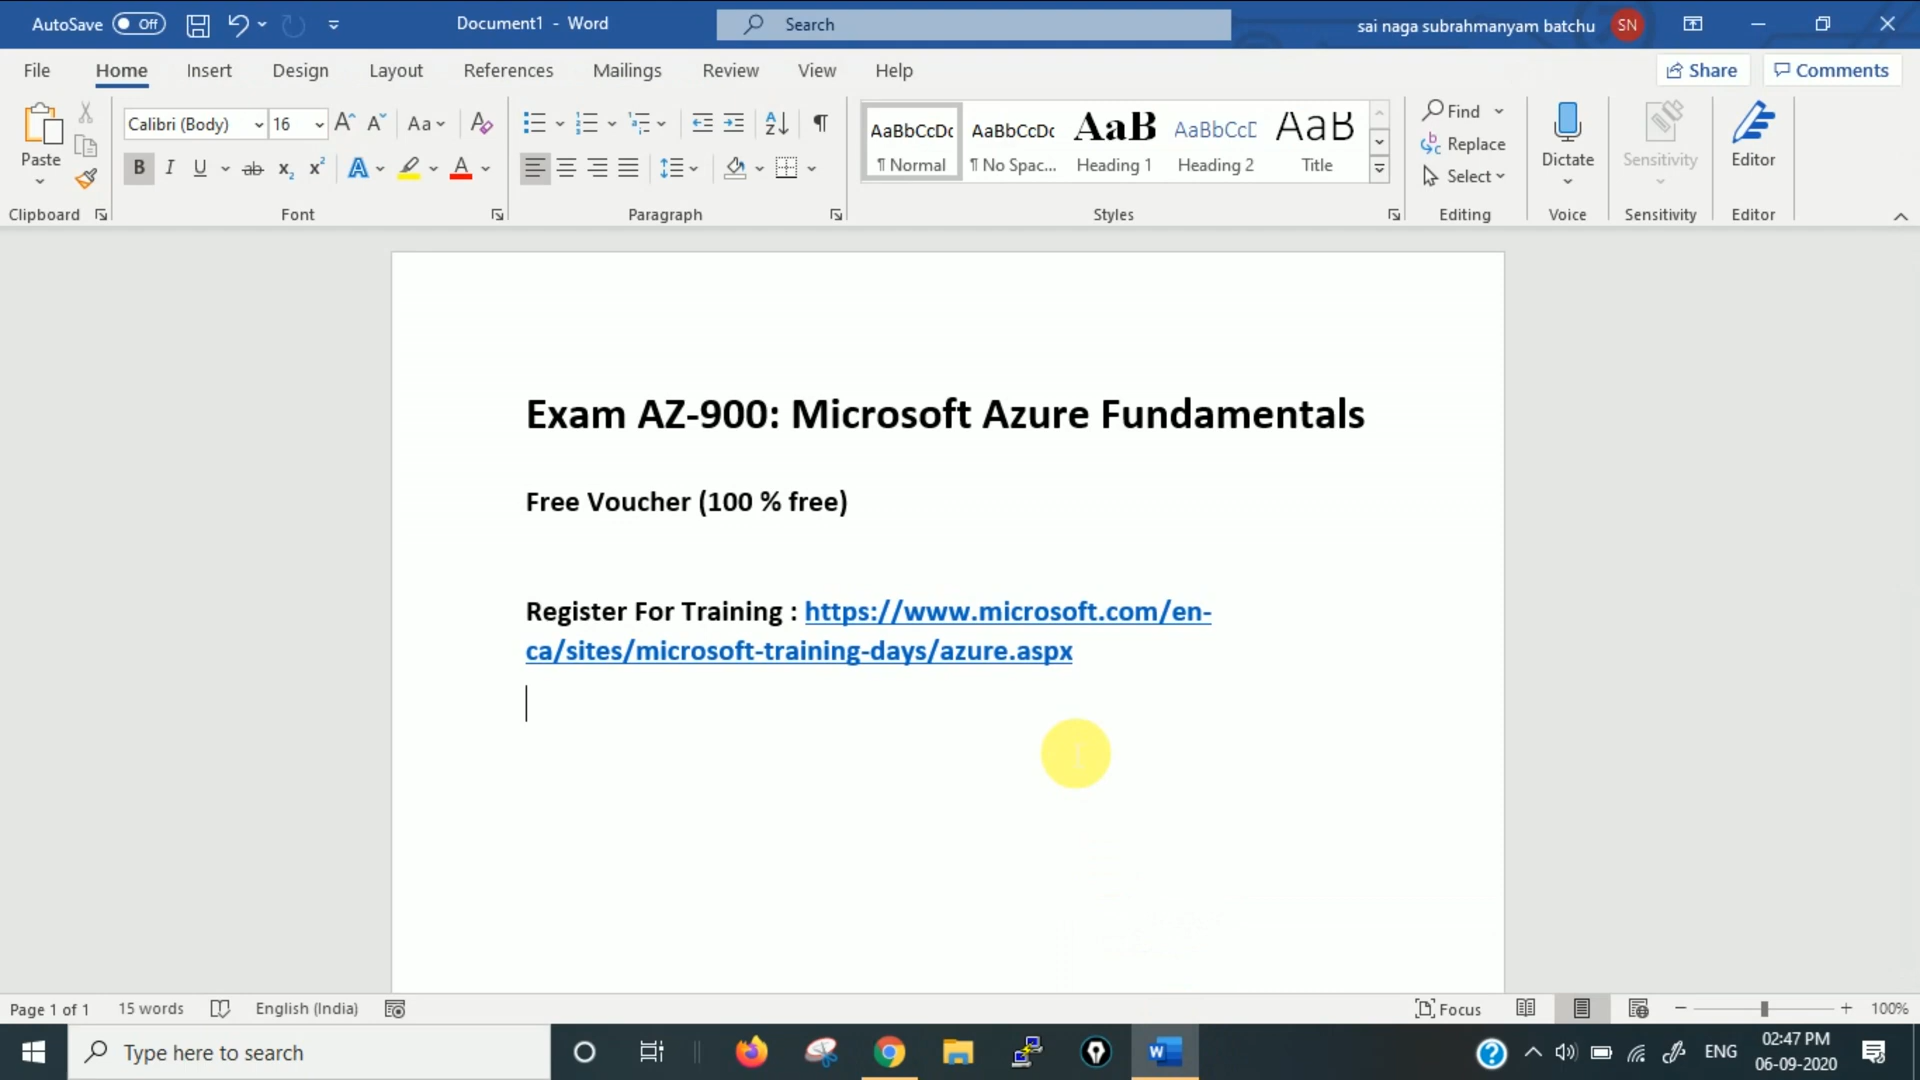 AutoSave Off Document1 - Word Search sai naga subrahmanyam batchu SN
File Home Insert Design Layout References Mailings Review View Help Share Comments
Paste Calibri (Body) 16 Aa AaBbCcDc AaBbCcDc AaB AaBbCcD AaB Find Dictate Sensitivity Editor
B I U ab x₂ x² A A ¶ Normal ¶ No Spac... Heading 1 Heading 2 Title Replace
Select
Clipboard Font Paragraph Styles Editing Voice Sensitivity Editor
Exam AZ-900: Microsoft Azure Fundamentals
Free Voucher (100 % free)
Register For Training : https://www.microsoft.com/en-
ca/sites/microsoft-training-days/azure.aspx
Page 1 of 1 15 words English (India) Focus 100%
Type here to search ENG 02:47 PM
06-09-2020